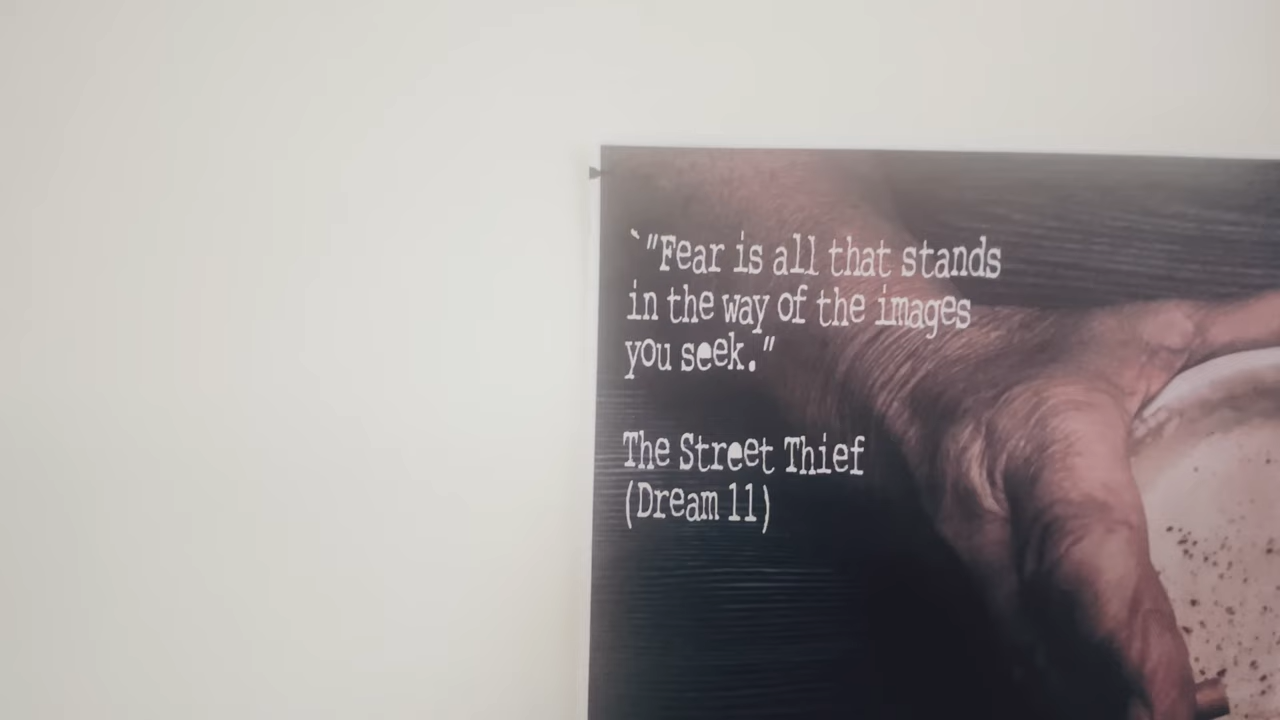 `"Fear is all that stands
in the way of the images
you seek."
The Street Thief
(Dream 11)